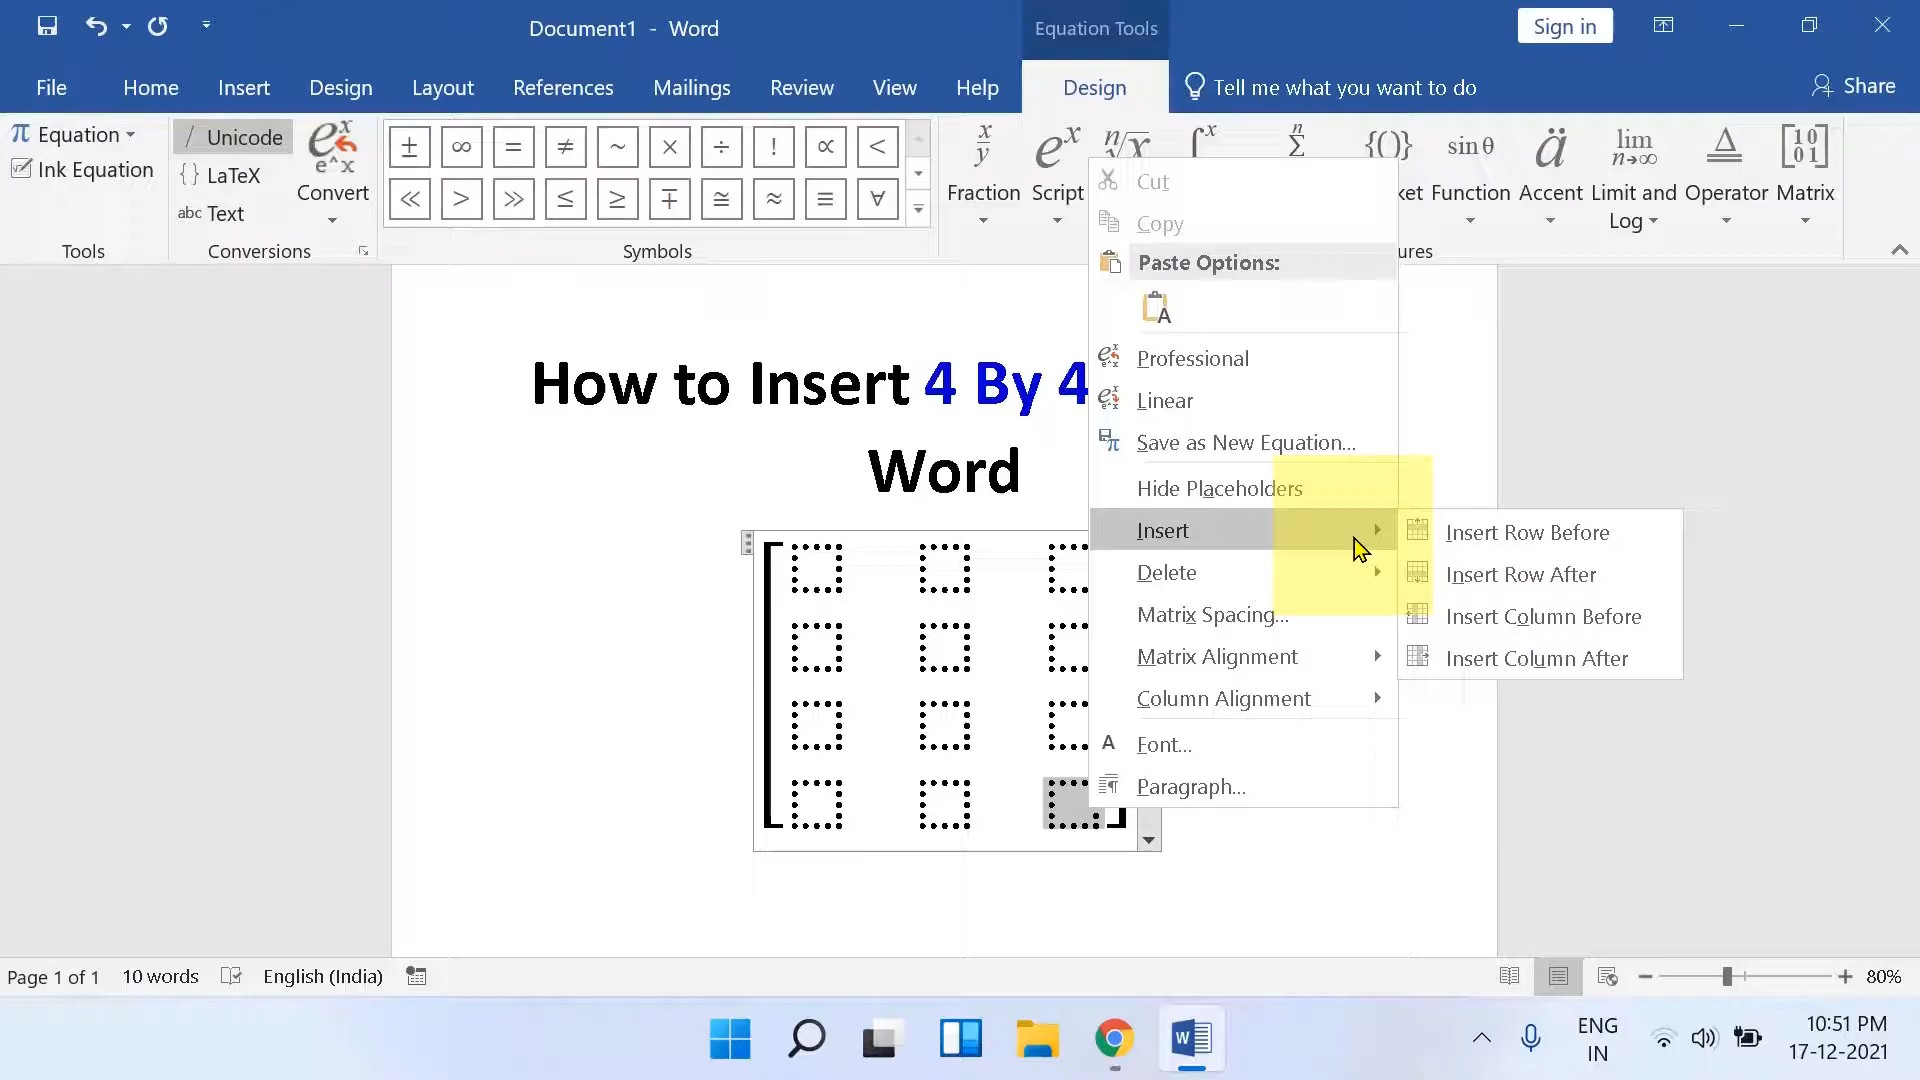 Document1 - Word
Equation Tools
Sign in
File Home Insert Design Layout References Mailings Review View Help Design Tell me what you want to do Share
Equation
Ink Equation
Tools
Unicode
LaTeX
abc Text
Convert
Conversions
± ∞ = ≠ ~ × ÷ ! ∝ <
≪ > ≫ ≤ ≥ ∓ ≅ ≈ ≡ ∀
Symbols
Fraction Script ket Function Accent Limit and Log Operator Matrix
ures
Cut
Copy
Paste Options:
Professional
Linear
Save as New Equation...
Hide Placeholders
Insert
Delete
Matrix Spacing...
Matrix Alignment
Column Alignment
Font...
Paragraph...
Insert Row Before
Insert Row After
Insert Column Before
Insert Column After
How to Insert 4 By 4
Word
Page 1 of 1 10 words English (India) 80%
ENG
IN
10:51 PM
17-12-2021